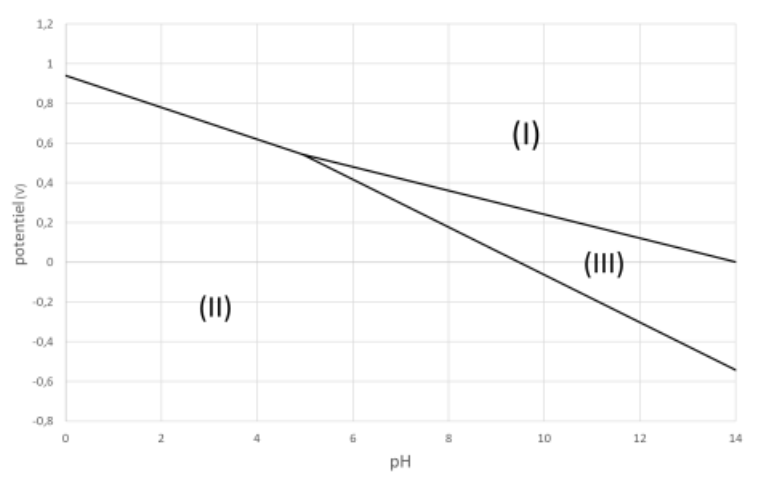 1,2
1
0,8
0,6
0,4
0,2
0
-0,2
-0,4
-0,6
-0,8
potentiel (V)
(I)
(III)
(II)
0 2 4 6 8 10 12 14
pH